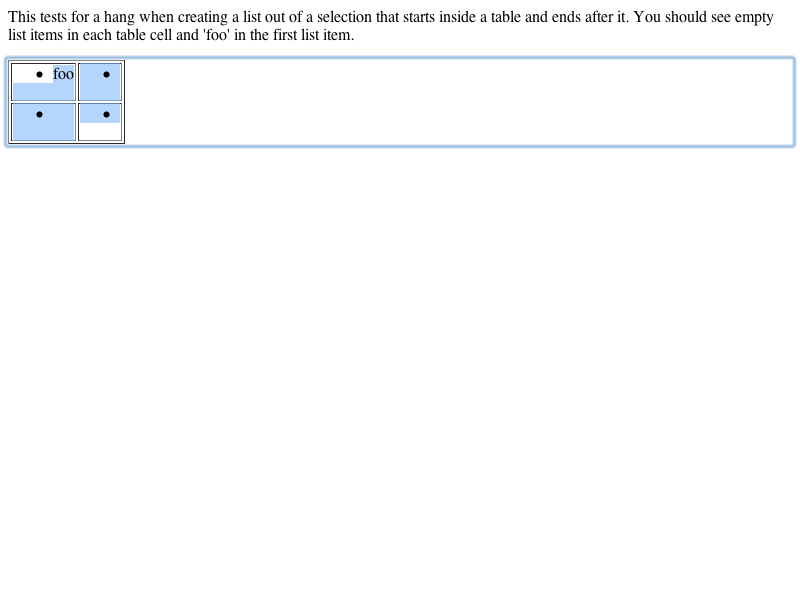 This tests for a hang when creating a list out of a selection that starts inside a table and ends after it. You should see empty
list items in each table cell and 'foo' in the first list item.
• foo •
• •